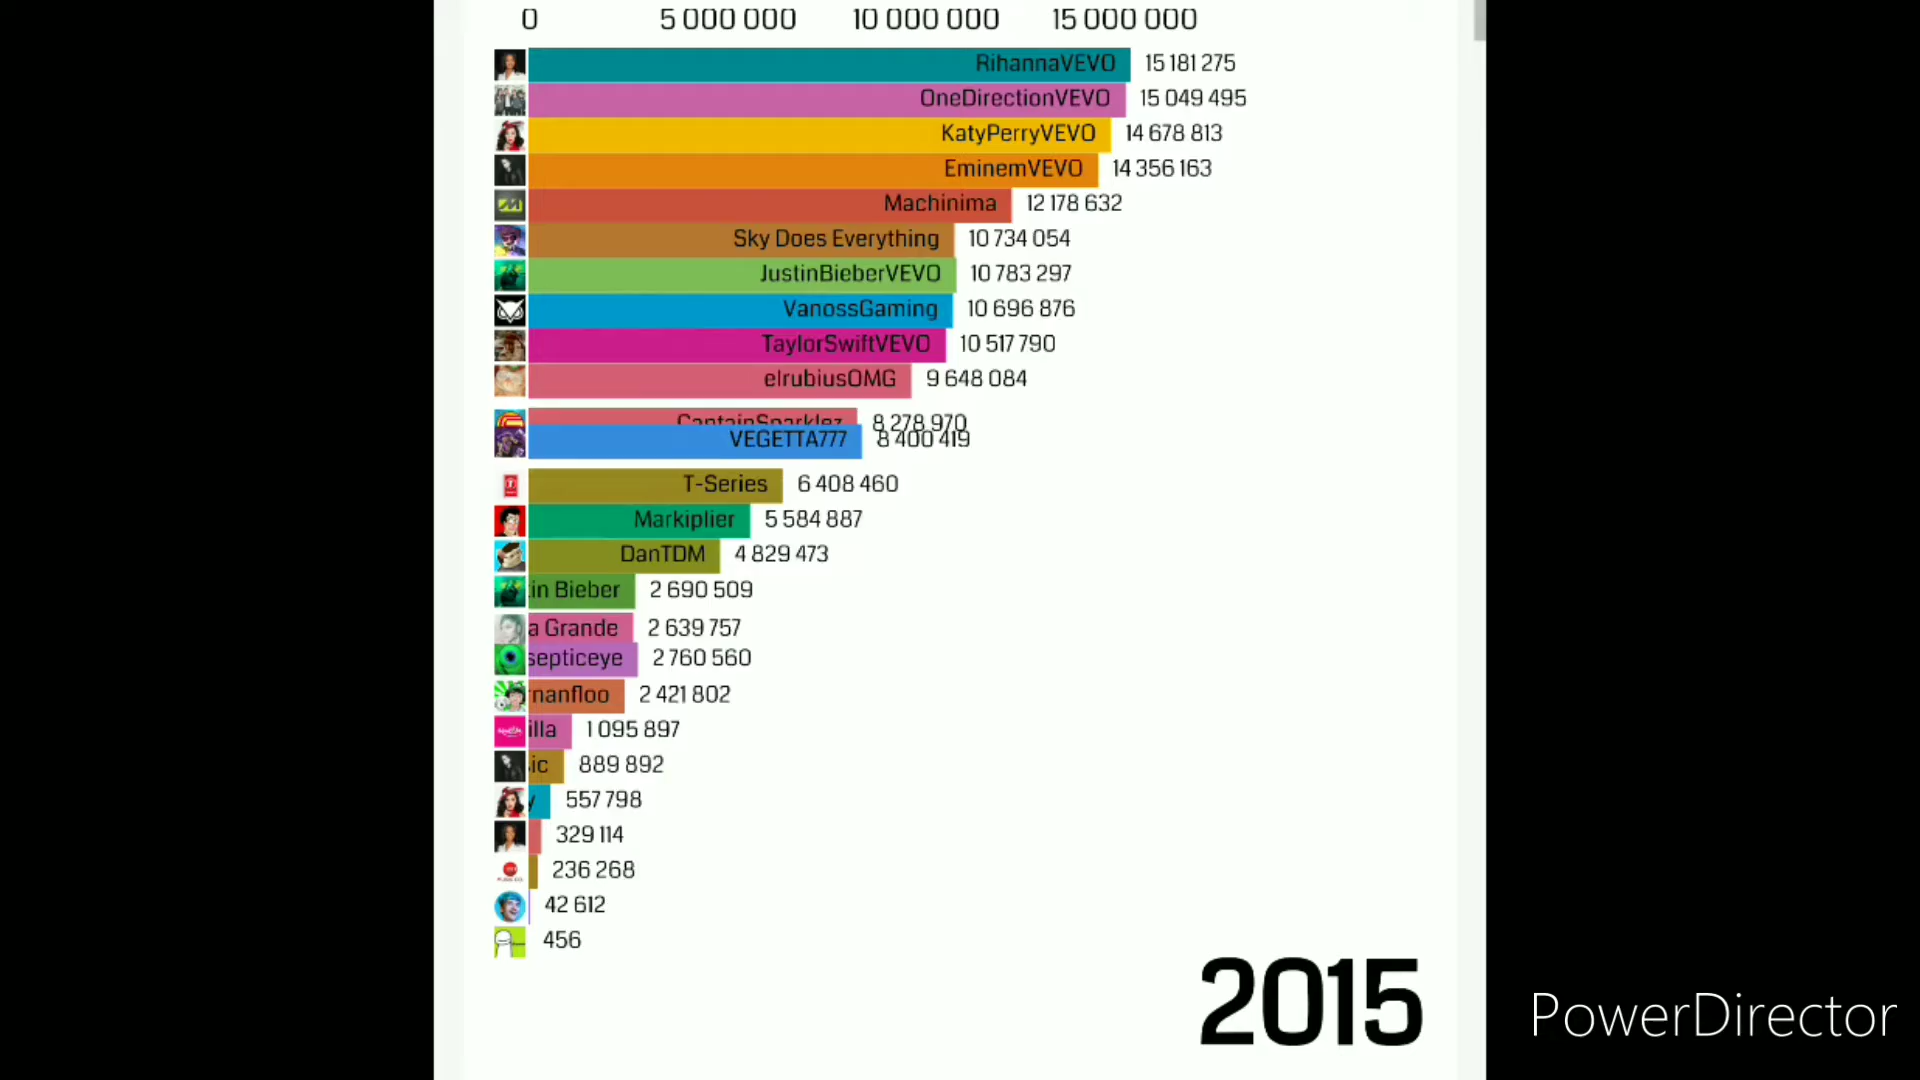 0 5 000 000 10 000 000 15 000 000
RihannaVEVO 15 181 275
OneDirectionVEVO 15 049 495
KatyPerryVEVO 14 678 813
EminemVEVO 14 356 163
Machinima 12 178 632
Sky Does Everything 10 734 054
JustinBieberVEVO 10 783 297
VanossGaming 10 696 876
TaylorSwiftVEVO 10 517 790
elrubiusOMG 9 648 084
CaptainSparklez 8 278 970
VEGETTA777 8 400 419
T-Series 6 408 460
Markiplier 5 584 887
DanTDM 4 829 473
in Bieber 2 690 509
a Grande 2 639 757
septiceye 2 760 560
rnanfloo 2 421 802
illa 1 095 897
ic 889 892
y 557 798
329 114
236 268
42 612
456
2015
PowerDirector